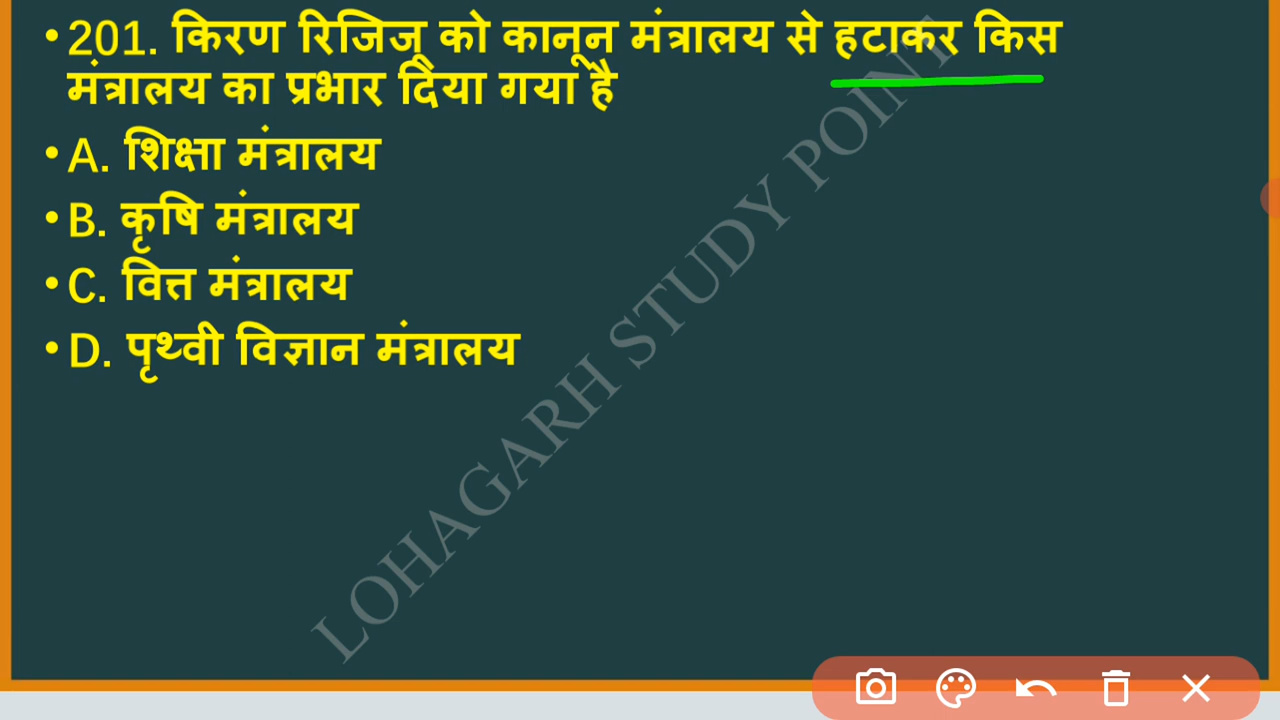 •201. किरण रिजिजू को कानून मंत्रालय से हटाकर किस
मंत्रालय का प्रभार दिया गया है
•A. शिक्षा मंत्रालय
•B. कृषि मंत्रालय
•C. वित्त मंत्रालय
•D. पृथ्वी विज्ञान मंत्रालय
LOHAGARH STUDY POINT